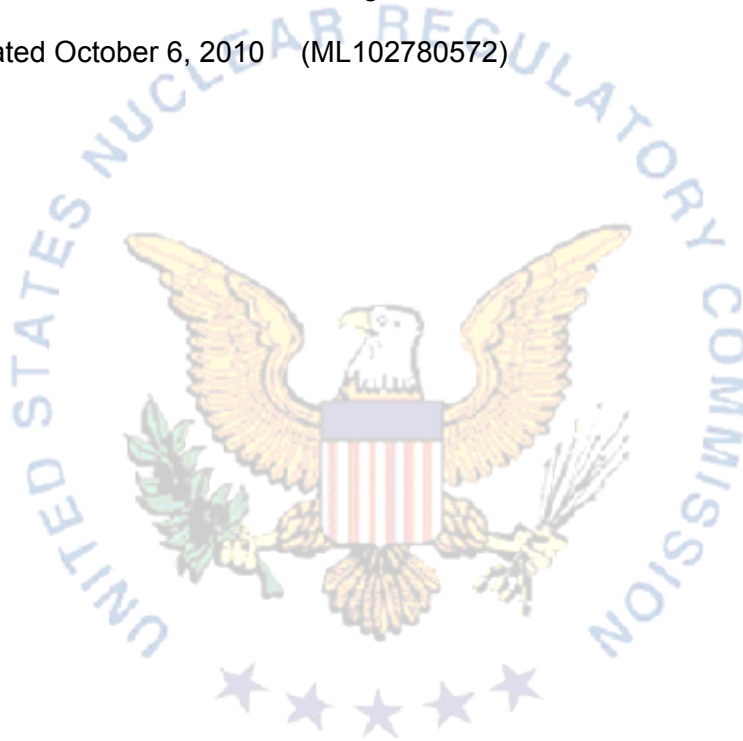 ated October 6, 2010 (ML102780572)
UNITED STATES NUCLEAR REGULATORY COMMISSION